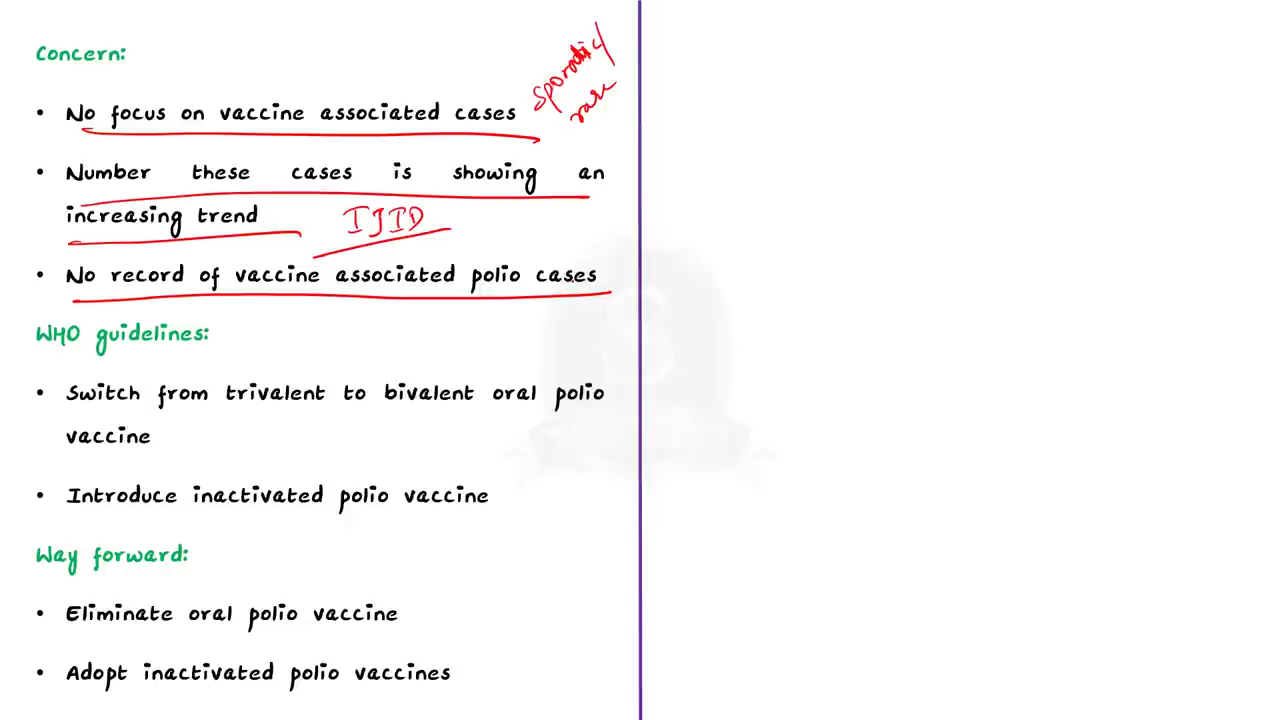 Concern:
sporadic
rare
• No focus on vaccine associated cases
• Number these cases is showing an
increasing trend
IJID
• No record of vaccine associated polio cases
WHO guidelines:
• Switch from trivalent to bivalent oral polio
vaccine
• Introduce inactivated polio vaccine
Way forward:
• Eliminate oral polio vaccine
• Adopt inactivated polio vaccines